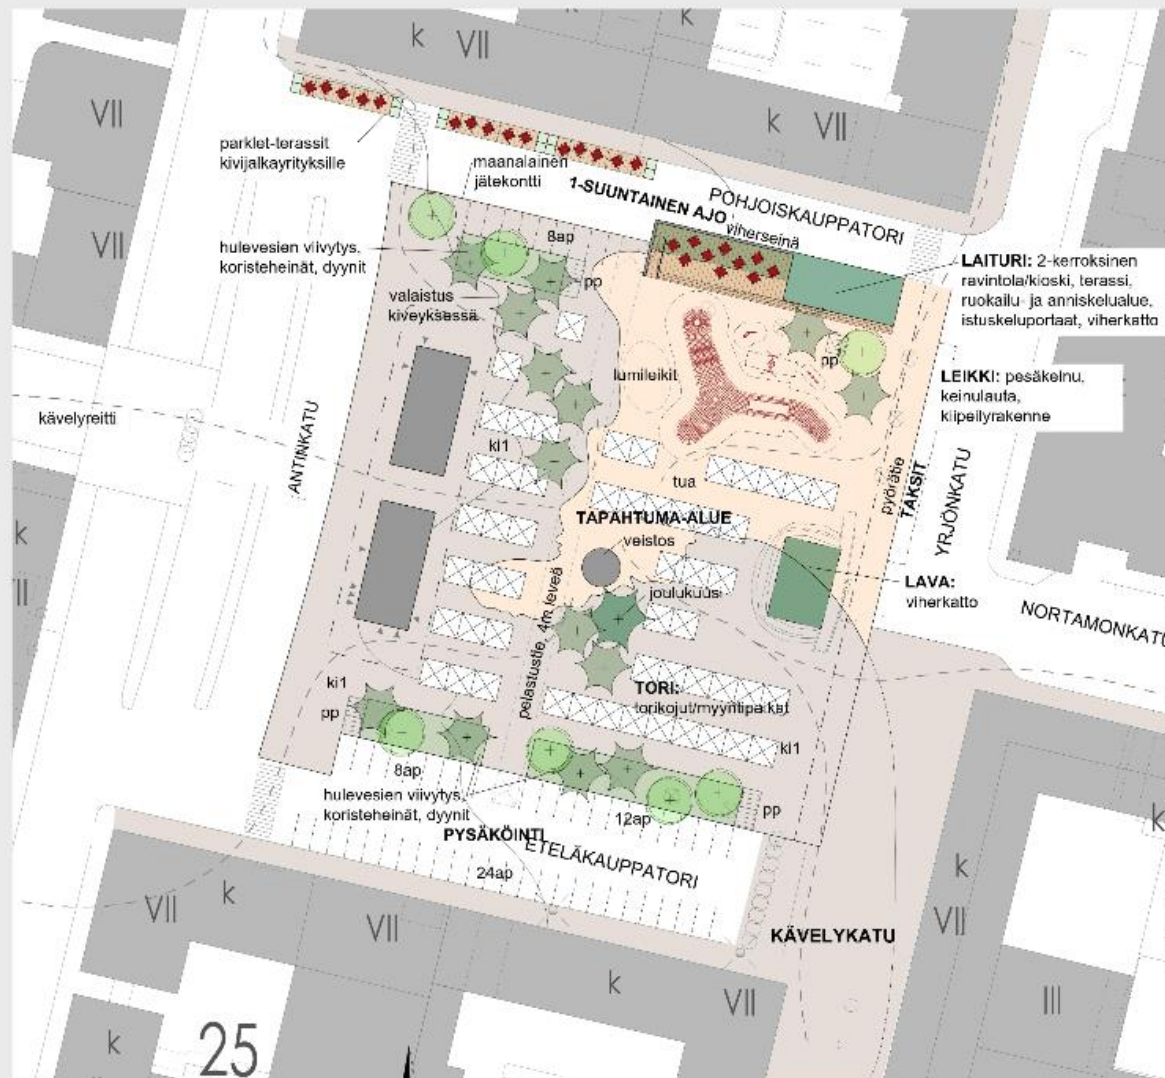 k VII
VII
k VII
parklet-terassit
kivijalkayrityksille
maanalainen
jätekontti
1-SUUNTAINEN AJO
POHJOISKAUPPATORI
viherseinä
VII
hulevesien viivytys,
koristeheinät, dyynit
8ap
pp
LAITURI: 2-kerroksinen
ravintola/kioski, terassi,
ruokailu- ja anniskelualue,
istuskeluportaat, viherkatto
valaistus
kiveyksessä
pp
lumileikit
LEIKKI: pesäkeinu,
keinulauta,
kiipeilyrakenne
kävelyreitti
ANTINKATU
ki1
tua
pyörätie
TAKSIT
YRJÖNKATU
TAPAHTUMA-ALUE
veistos
k
joulukuusi
LAVA:
viherkatto
pelastustie, 4m leveä
NORTAMONKATU
ki1
TORI:
torikojut/myyntipaikat
pp
ki1
8ap
hulevesien viivytys,
koristeheinät, dyynit
12ap
pp
PYSÄKÖINTI
ETELÄKAUPPATORI
24ap
k
k
VII
k
VII
KÄVELYKATU
VII
k
VII
III
25
k